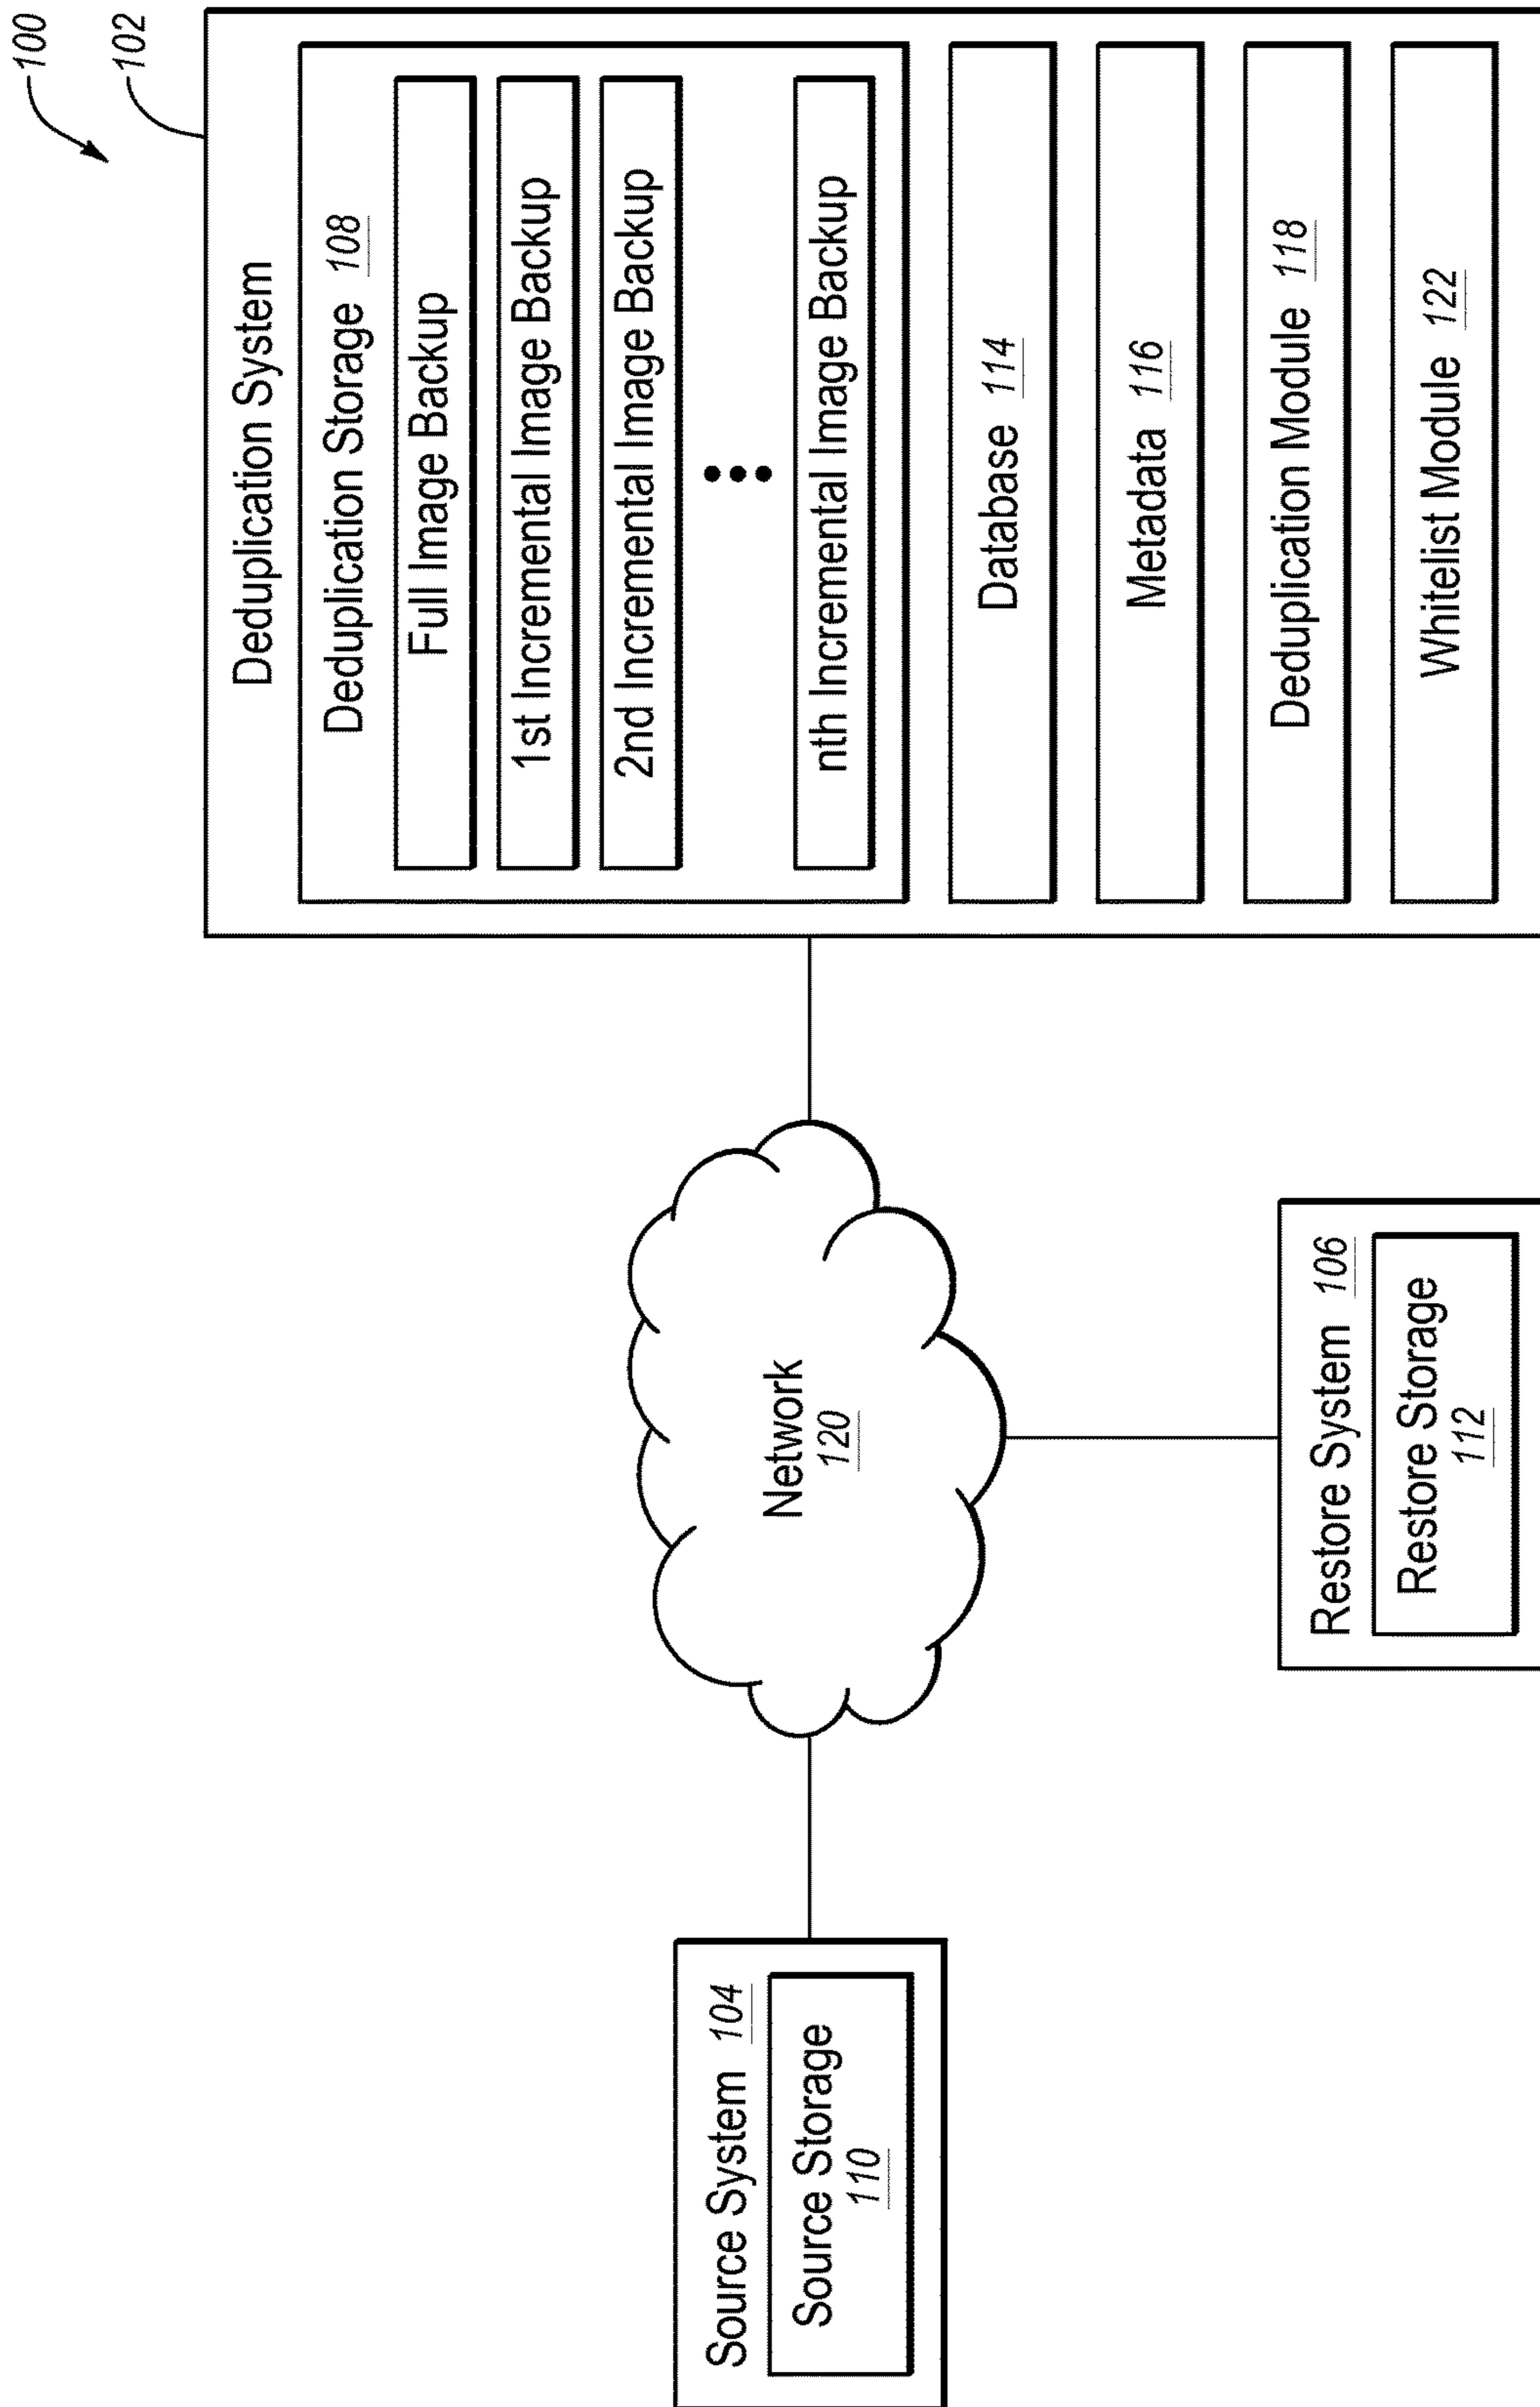 100
102
Deduplication System
Deduplication Storage 108
Full Image Backup
1st Incremental Image Backup
2nd Incremental Image Backup
nth Incremental Image Backup
Database 114
Metadata 116
Deduplication Module 118
Whitelist Module 122
Network
120
Source System 104
Source Storage
110
Restore System 106
Restore Storage
112